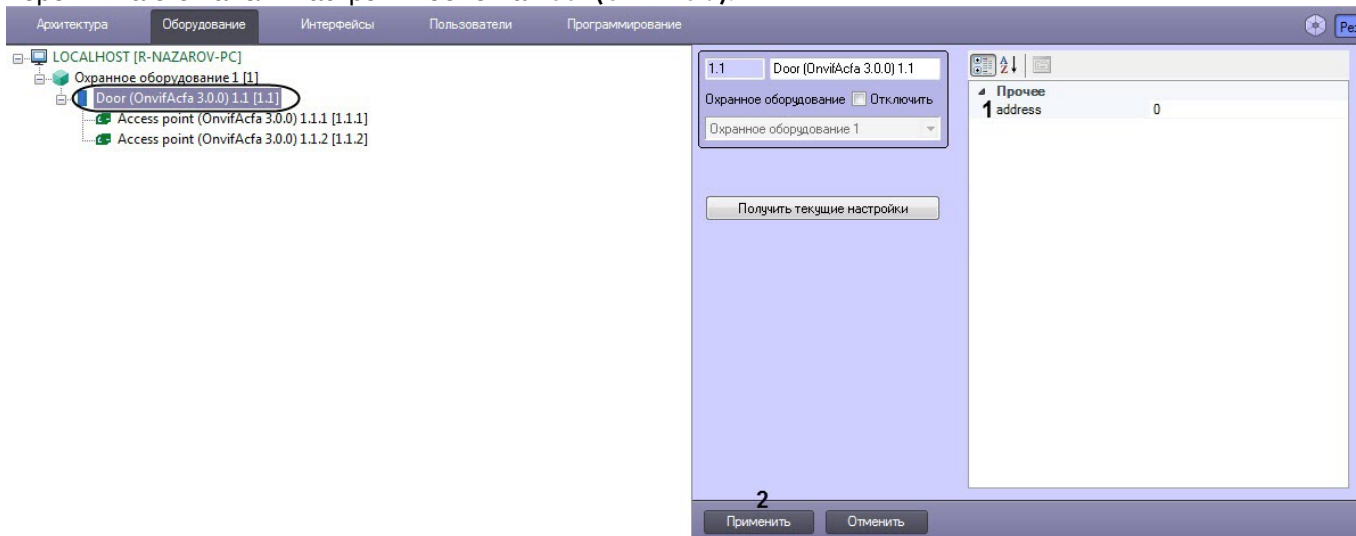 Архитектура Оборудование Интерфейсы Пользователи Программирование
LOCALHOST [R-NAZAROV-PC]
Охранное оборудование 1 [1]
Door (OnvifAcfa 3.0.0) 1.1 [1.1]
Access point (OnvifAcfa 3.0.0) 1.1.1 [1.1.1]
Access point (OnvifAcfa 3.0.0) 1.1.2 [1.1.2]
1.1 Door (OnvifAcfa 3.0.0) 1.1
Охранное оборудование Отключить
Охранное оборудование 1
Получить текущие настройки
Прочее
1 address 0
2
Применить Отменить